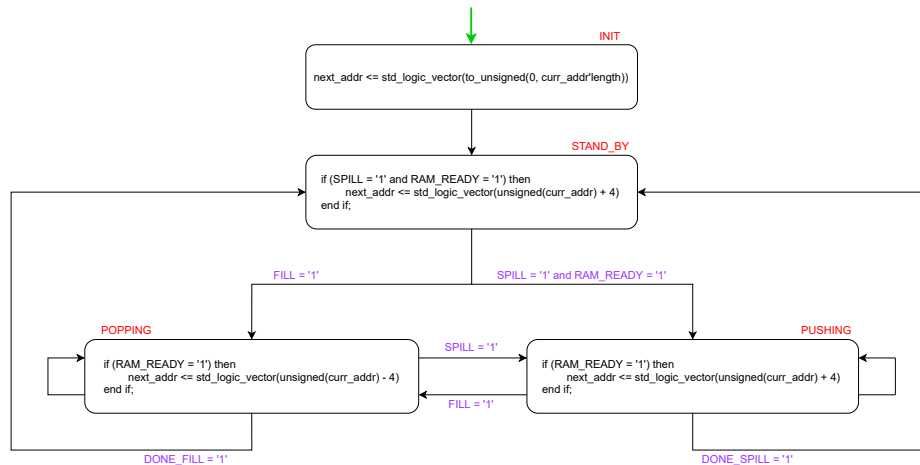 INIT
next_addr <= std_logic_vector(to_unsigned(0, curr_addr'length))
STAND_BY
if (SPILL = '1' and RAM_READY = '1') then
next_addr <= std_logic_vector(unsigned(curr_addr) + 4)
end if;
FILL = '1'
SPILL = '1' and RAM_READY = '1'
POPPING
if (RAM_READY = '1') then
next_addr <= std_logic_vector(unsigned(curr_addr) - 4)
end if;
SPILL = '1'
FILL = '1'
PUSHING
if (RAM_READY = '1') then
next_addr <= std_logic_vector(unsigned(curr_addr) + 4)
end if;
DONE_FILL = '1'
DONE_SPILL = '1'